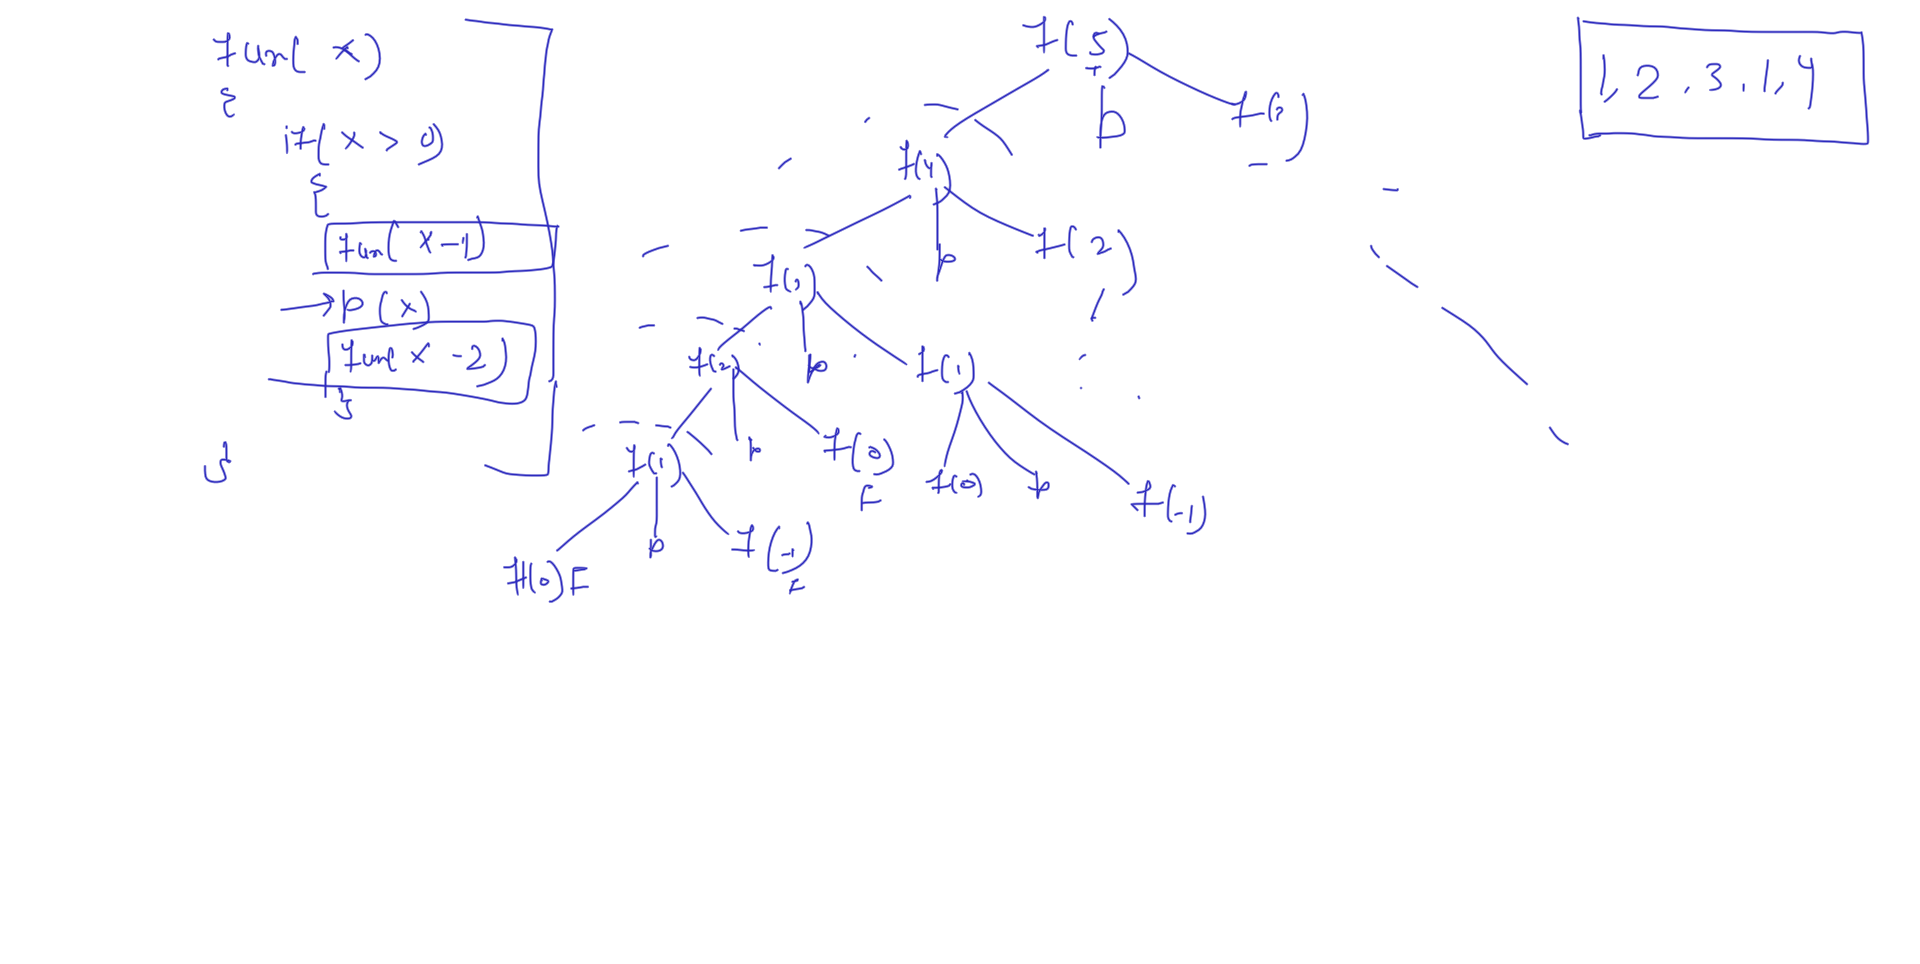 fun( x)
{
if( x > 0)
{
fun( x-1)
→ p (x)
fun( x -2)
}
}
f( 5)
T
p
f(4)
p
f( 2)
f(3)
p
f(1)
f(2)
p
f(0)
F
f(0)
p
f(-1)
f(1)
p
f(-1)
F
f(0) F
1, 2 , 3 , 1, 4